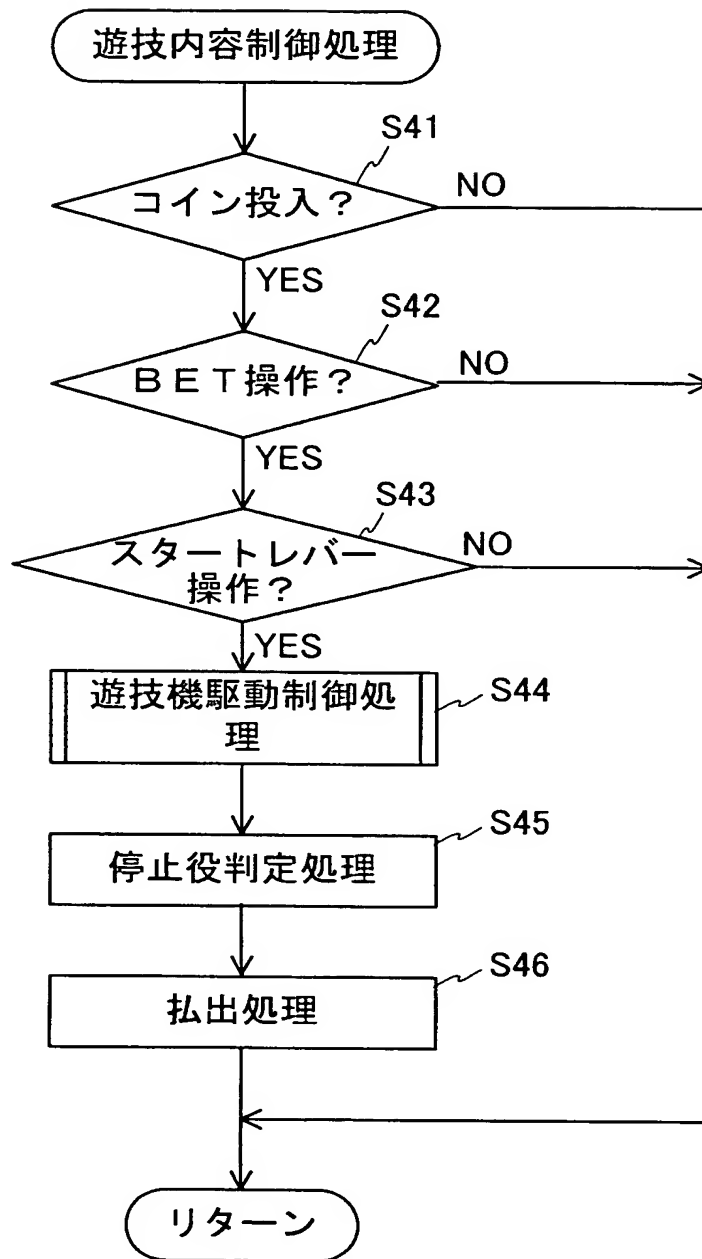 遊技内容制御処理
S41
コイン投入？
NO
YES
S42
ＢＥＴ操作？
NO
YES
S43
スタートレバー
操作？
NO
YES
遊技機駆動制御処
理
S44
停止役判定処理
S45
払出処理
S46
リターン